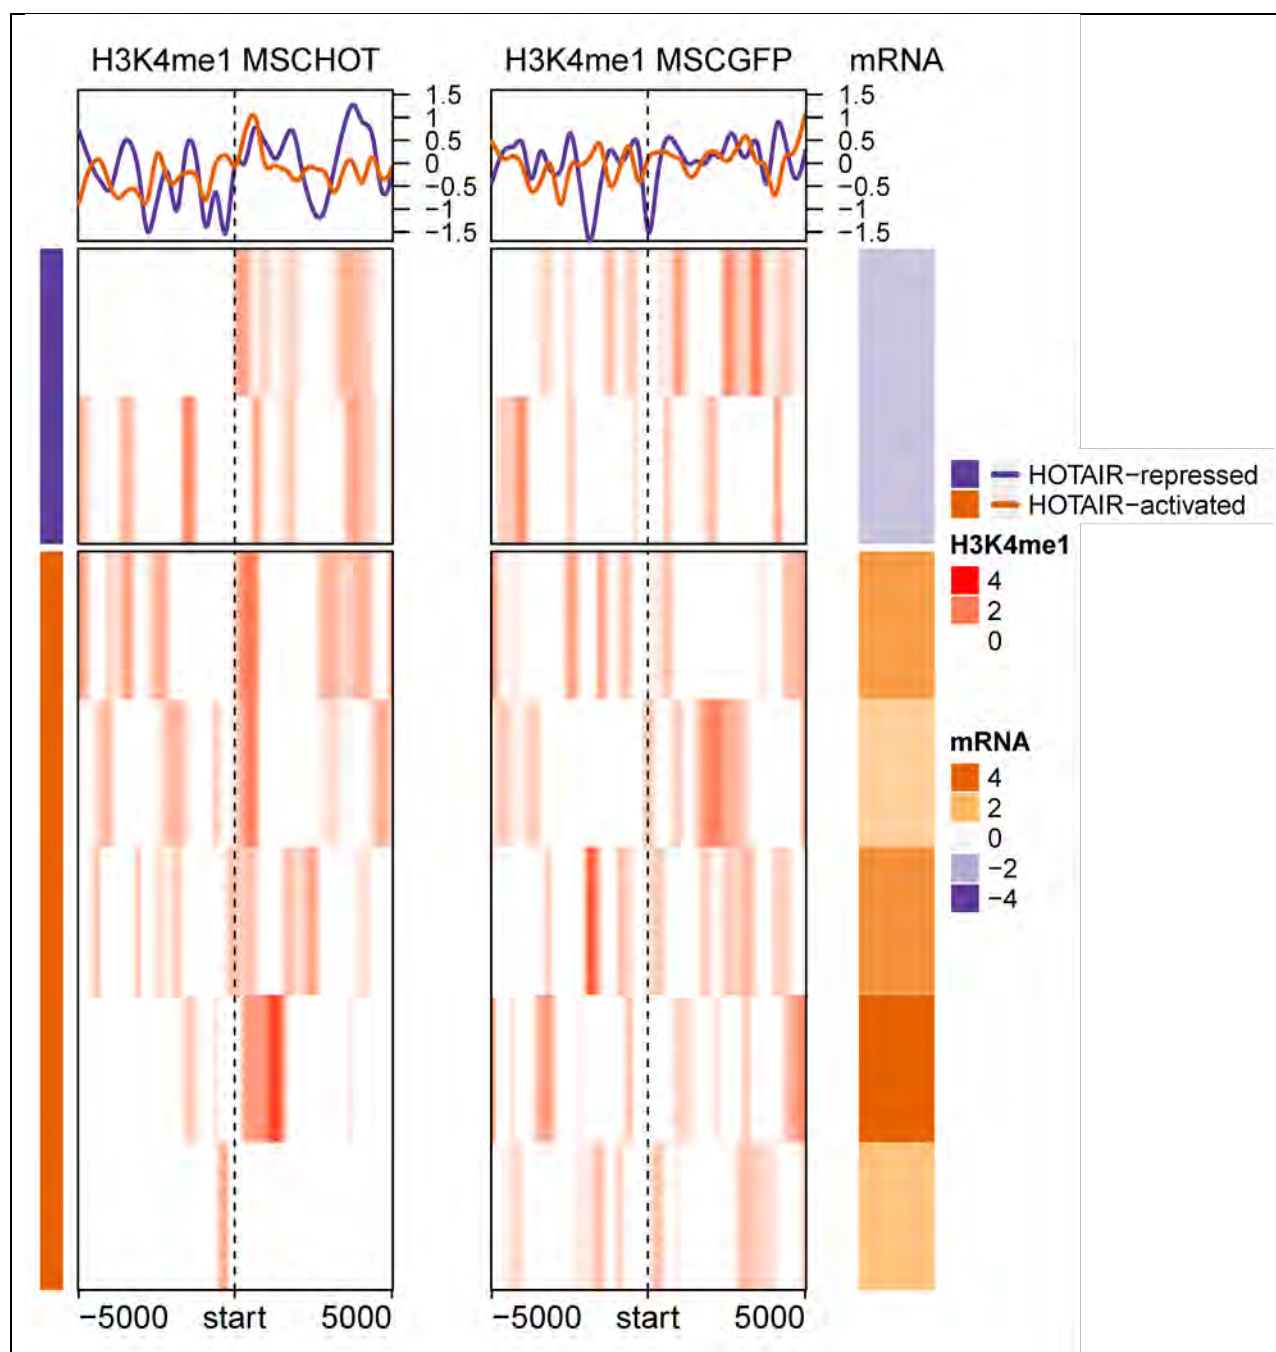 H3K4me1 MSCHOT
H3K4me1 MSCGFP
mRNA
1.5
1
0.5
0
−0.5
−1
−1.5
1.5
1
0.5
0
−0.5
−1
−1.5
HOTAIR−repressed
HOTAIR−activated
H3K4me1
4
2
0
mRNA
4
2
0
−2
−4
−5000 start 5000
−5000 start 5000